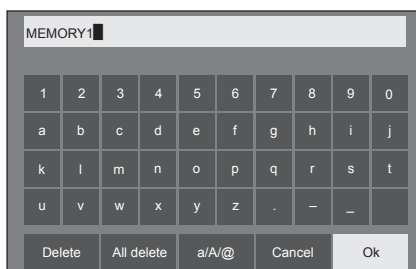 MEMORY1
1 2 3 4 5 6 7 8 9 0
a b c d e f g h i j
k l m n o p q r s t
u v w x y z . – _
Delete All delete a/A/@ Cancel Ok